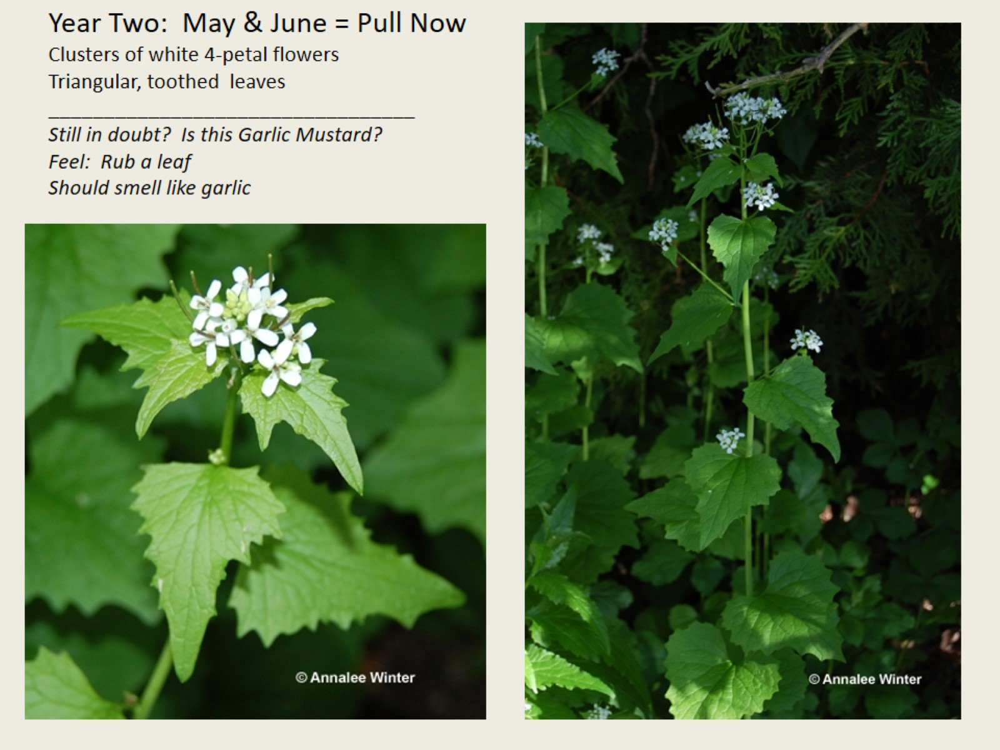 Year Two:  May & June = Pull Now
Clusters of white 4-petal flowers
Triangular, toothed  leaves
_________________________________
Still in doubt?  Is this Garlic Mustard?
Feel:  Rub a leaf
Should smell like garlic
© Annalee Winter
© Annalee Winter